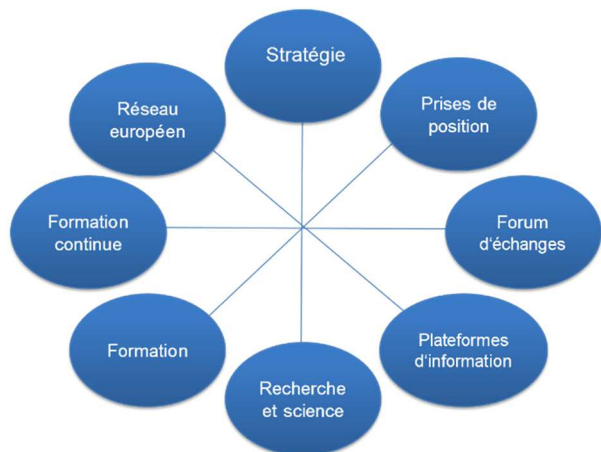 Stratégie
Prises de
position
Forum
d‘échanges
Plateformes
d‘information
Recherche
et science
Formation
Formation
continue
Réseau
européen